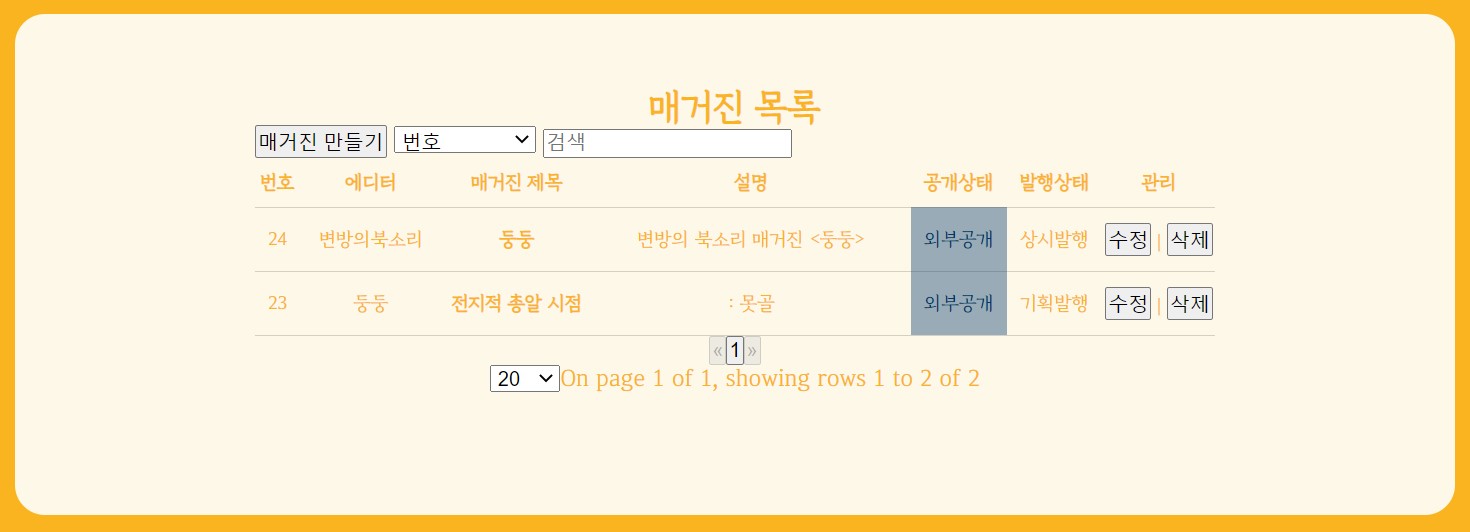 매거진 목록
매거진 만들기 번호 검색
번호 에디터 매거진 제목 설명 공개상태 발행상태 관리
24 변방의북소리 둥둥 변방의 북소리 매거진 <둥둥> 외부공개 상시발행 수정 | 삭제
23 둥둥 전지적 총알 시점 : 못골 외부공개 기획발행 수정 | 삭제
« 1 »
20 On page 1 of 1, showing rows 1 to 2 of 2